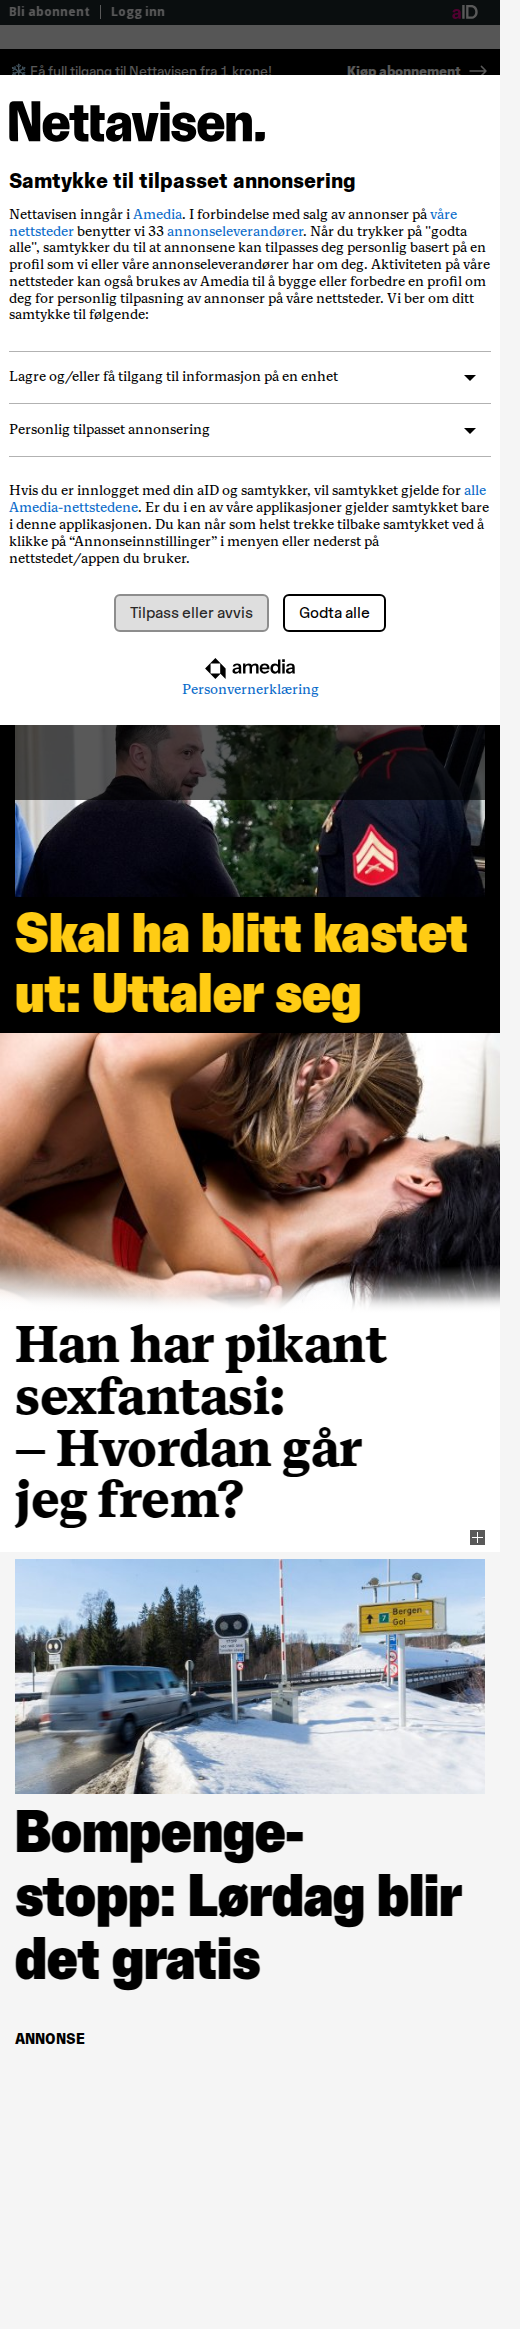 Bli abonnent | Logg inn
aID
Få full tilgang til Nettavisen fra 1 krone!
Kjøp abonnement →
Nettavisen.
Samtykke til tilpasset annonsering
Nettavisen inngår i Amedia. I forbindelse med salg av annonser på våre
nettsteder benytter vi 33 annonseleverandører. Når du trykker på "godta
alle", samtykker du til at annonsene kan tilpasses deg personlig basert på en
profil som vi eller våre annonseleverandører har om deg. Aktiviteten på våre
nettsteder kan også brukes av Amedia til å bygge eller forbedre en profil om
deg for personlig tilpasning av annonser på våre nettsteder. Vi ber om ditt
samtykke til følgende:
Lagre og/eller få tilgang til informasjon på en enhet
Personlig tilpasset annonsering
Hvis du er innlogget med din aID og samtykker, vil samtykket gjelde for alle
Amedia-nettstedene. Er du i en av våre applikasjoner gjelder samtykket bare
i denne applikasjonen. Du kan når som helst trekke tilbake samtykket ved å
klikke på “Annonseinnstillinger” i menyen eller nederst på
nettstedet/appen du bruker.
Tilpass eller avvis
Godta alle
amedia
Personvernerklæring
Skal ha blitt kastet
ut: Uttaler seg
Han har pikant
sexfantasi:
– Hvordan går
jeg frem?
Bergen
7
Gol
Bompenge-
stopp: Lørdag blir
det gratis
ANNONSE